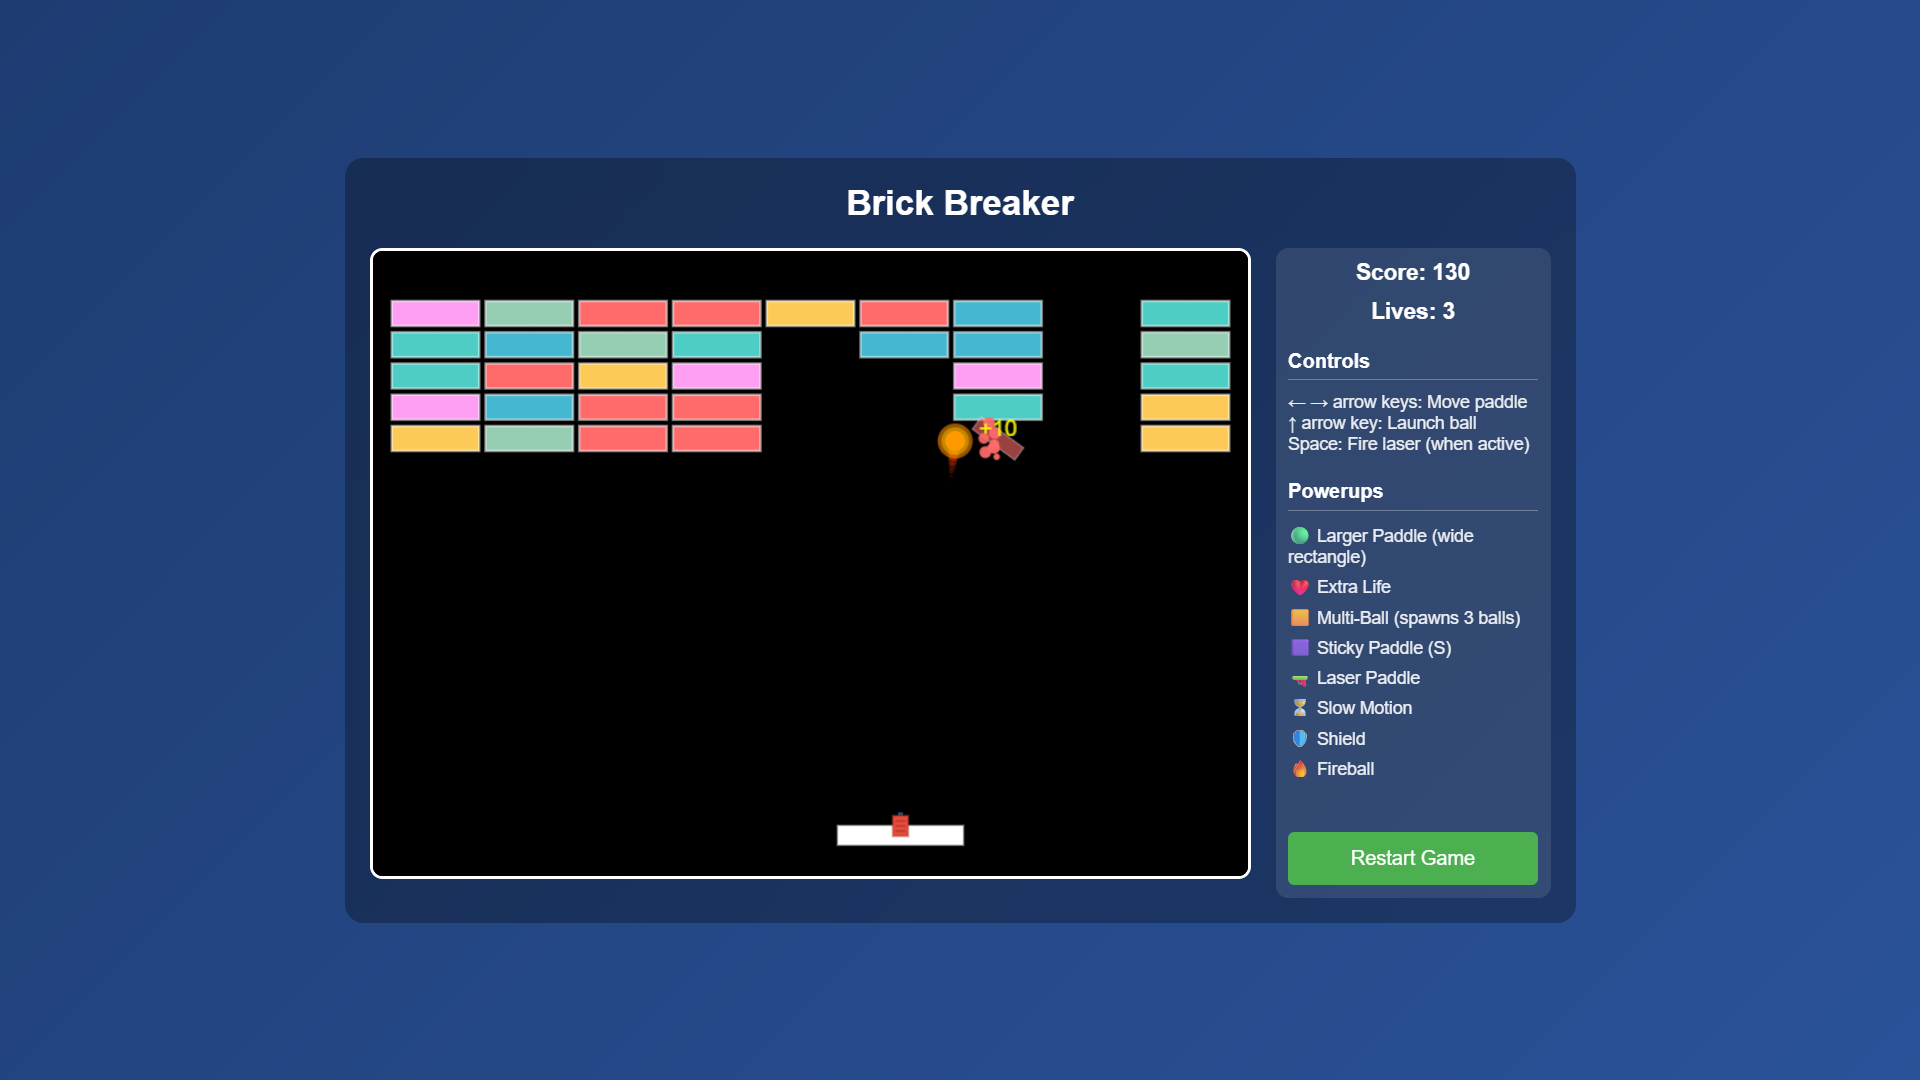 Brick Breaker
+10
Score: 130
Lives: 3
Controls
←→ arrow keys: Move paddle
↑ arrow key: Launch ball
Space: Fire laser (when active)
Powerups
Larger Paddle (wide
rectangle)
Extra Life
Multi-Ball (spawns 3 balls)
Sticky Paddle (S)
Laser Paddle
Slow Motion
Shield
Fireball
Restart Game